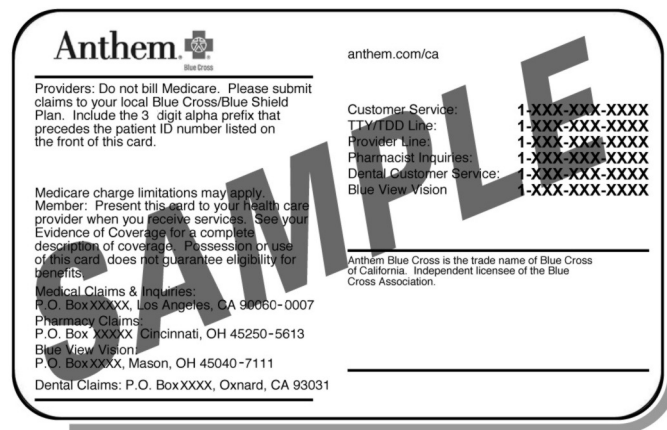 Anthem.
Blue Cross
Providers: Do not bill Medicare. Please submit
claims to your local Blue Cross/Blue Shield
Plan. Include the 3 digit alpha prefix that
precedes the patient ID number listed on
the front of this card.
Medicare charge limitations may apply.
Member: Present this card to your health care
provider when you receive services. See your
Evidence of Coverage for a complete
description of coverage. Possession or use
of this card does not guarantee eligibility for
benefits.
Medical Claims & Inquiries:
P.O. Box XXXXX, Los Angeles, CA 90060-0007
Pharmacy Claims:
P.O. Box XXXXX Cincinnati, OH 45250-5613
Blue View Vision:
P.O. Box XXXX, Mason, OH 45040-7111
Dental Claims: P.O. Box XXXX, Oxnard, CA 93031
anthem.com/ca
Customer Service: 1-XXX-XXX-XXXX
TTY/TDD Line: 1-XXX-XXX-XXXX
Provider Line: 1-XXX-XXX-XXXX
Pharmacist Inquiries: 1-XXX-XXX-XXXX
Dental Customer Service: 1-XXX-XXX-XXXX
Blue View Vision 1-XXX-XXX-XXXX
Anthem Blue Cross is the trade name of Blue Cross
of California. Independent licensee of the Blue
Cross Association.
SAMPLE